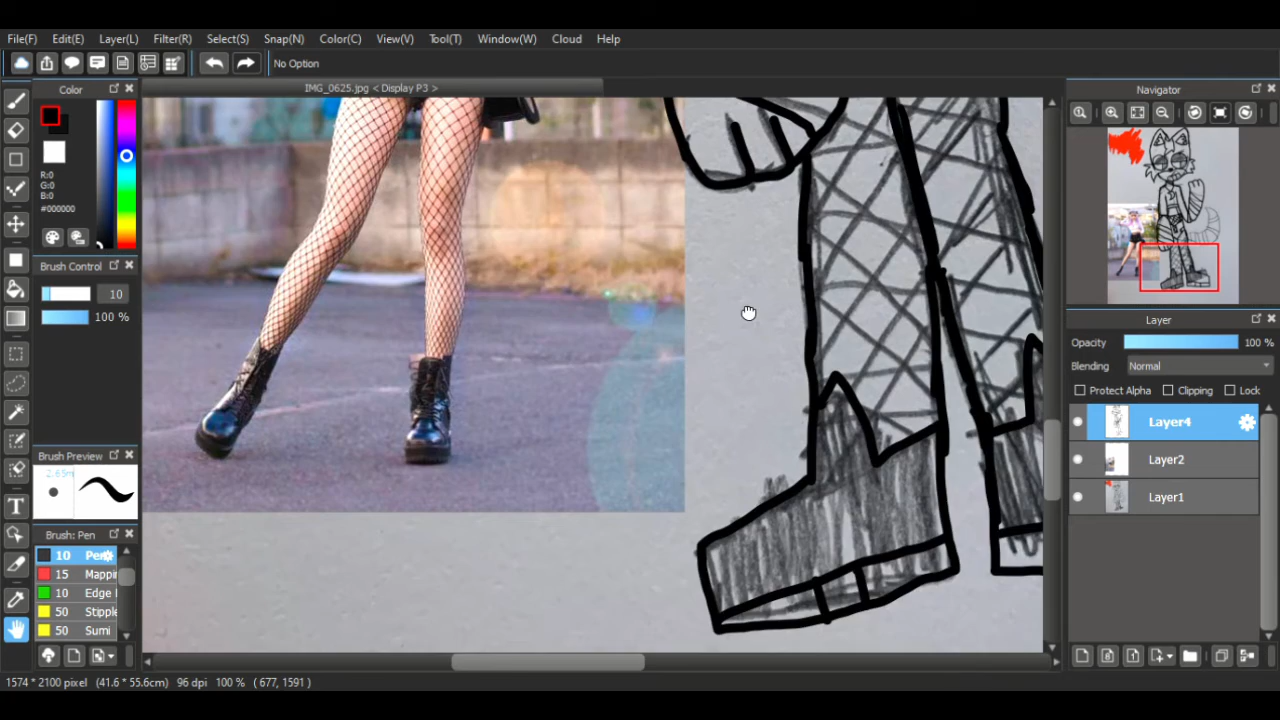 File(F) Edit(E) Layer(L) Filter(R) Select(S) Snap(N) Color(C) View(V) Tool(T) Window(W) Cloud Help
No Option
Color
IMG_0625.jpg < Display P3 >
Navigator
R:0
G:0
B:0
#000000
Brush Control
10
100 %
Layer
Opacity 100 %
Blending Normal
Protect Alpha Clipping Lock
Layer4
Layer2
Layer1
Brush Preview
Brush: Pen
10 Pen
15 Mappin
10 Edge
50 Stipple
50 Sumi
1574 * 2100 pixel (41.6 * 55.6cm) 96 dpi 100 % ( 677, 1591 )